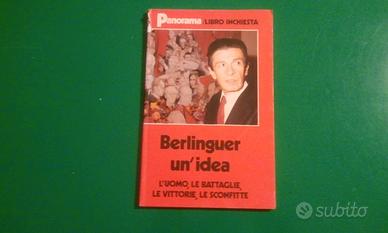 Panorama LIBRO INCHIESTA
Berlinguer
un'idea
L'UOMO, LE BATTAGLIE,
LE VITTORIE, LE SCONFITTE
subito